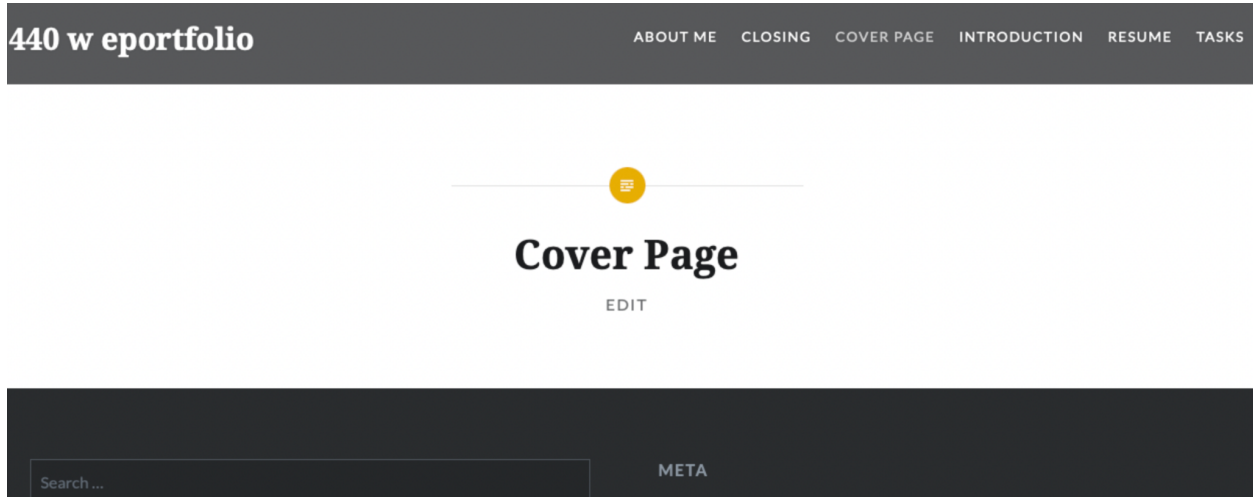 440 w eportfolio
ABOUT ME CLOSING COVER PAGE INTRODUCTION RESUME TASKS
Cover Page
EDIT
Search ...
META